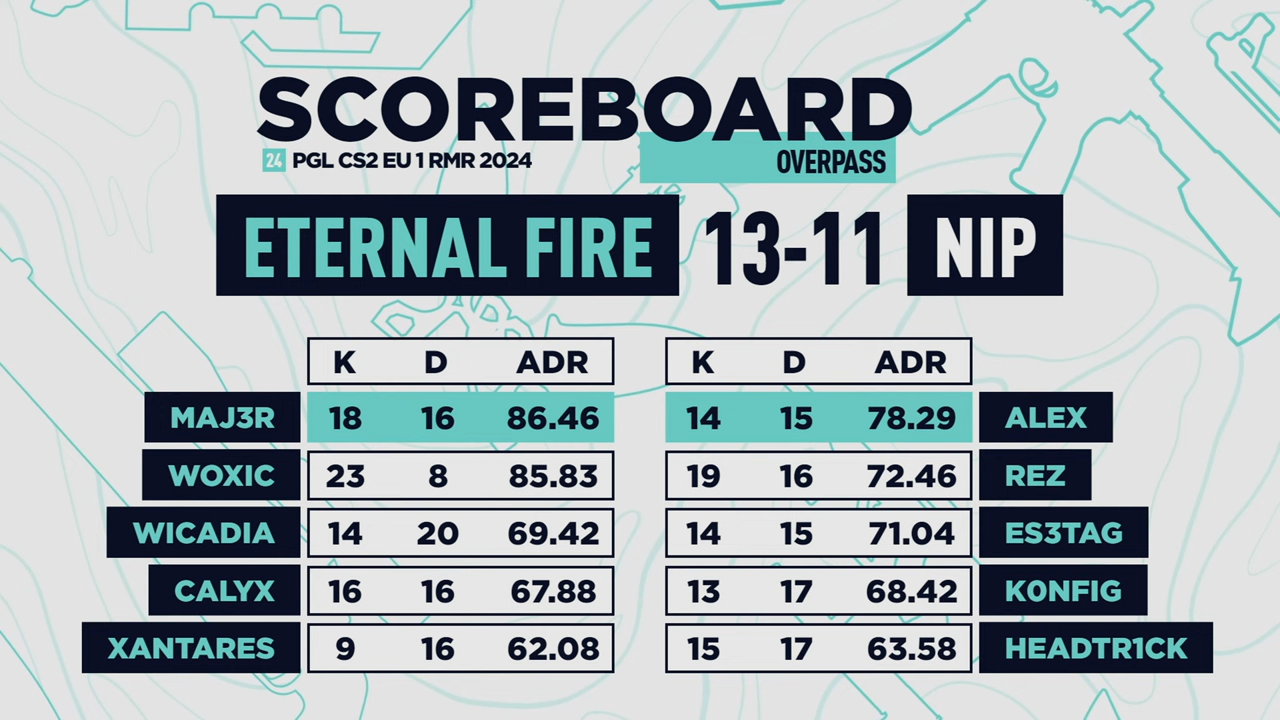 SCOREBOARD
24 PGL CS2 EU 1 RMR 2024
OVERPASS
ETERNAL FIRE 13-11 NIP
K D ADR K D ADR
MAJ3R 18 16 86.46 14 15 78.29 ALEX
WOXIC 23 8 85.83 19 16 72.46 REZ
WICADIA 14 20 69.42 14 15 71.04 ES3TAG
CALYX 16 16 67.88 13 17 68.42 K0NFIG
XANTARES 9 16 62.08 15 17 63.58 HEADTR1CK